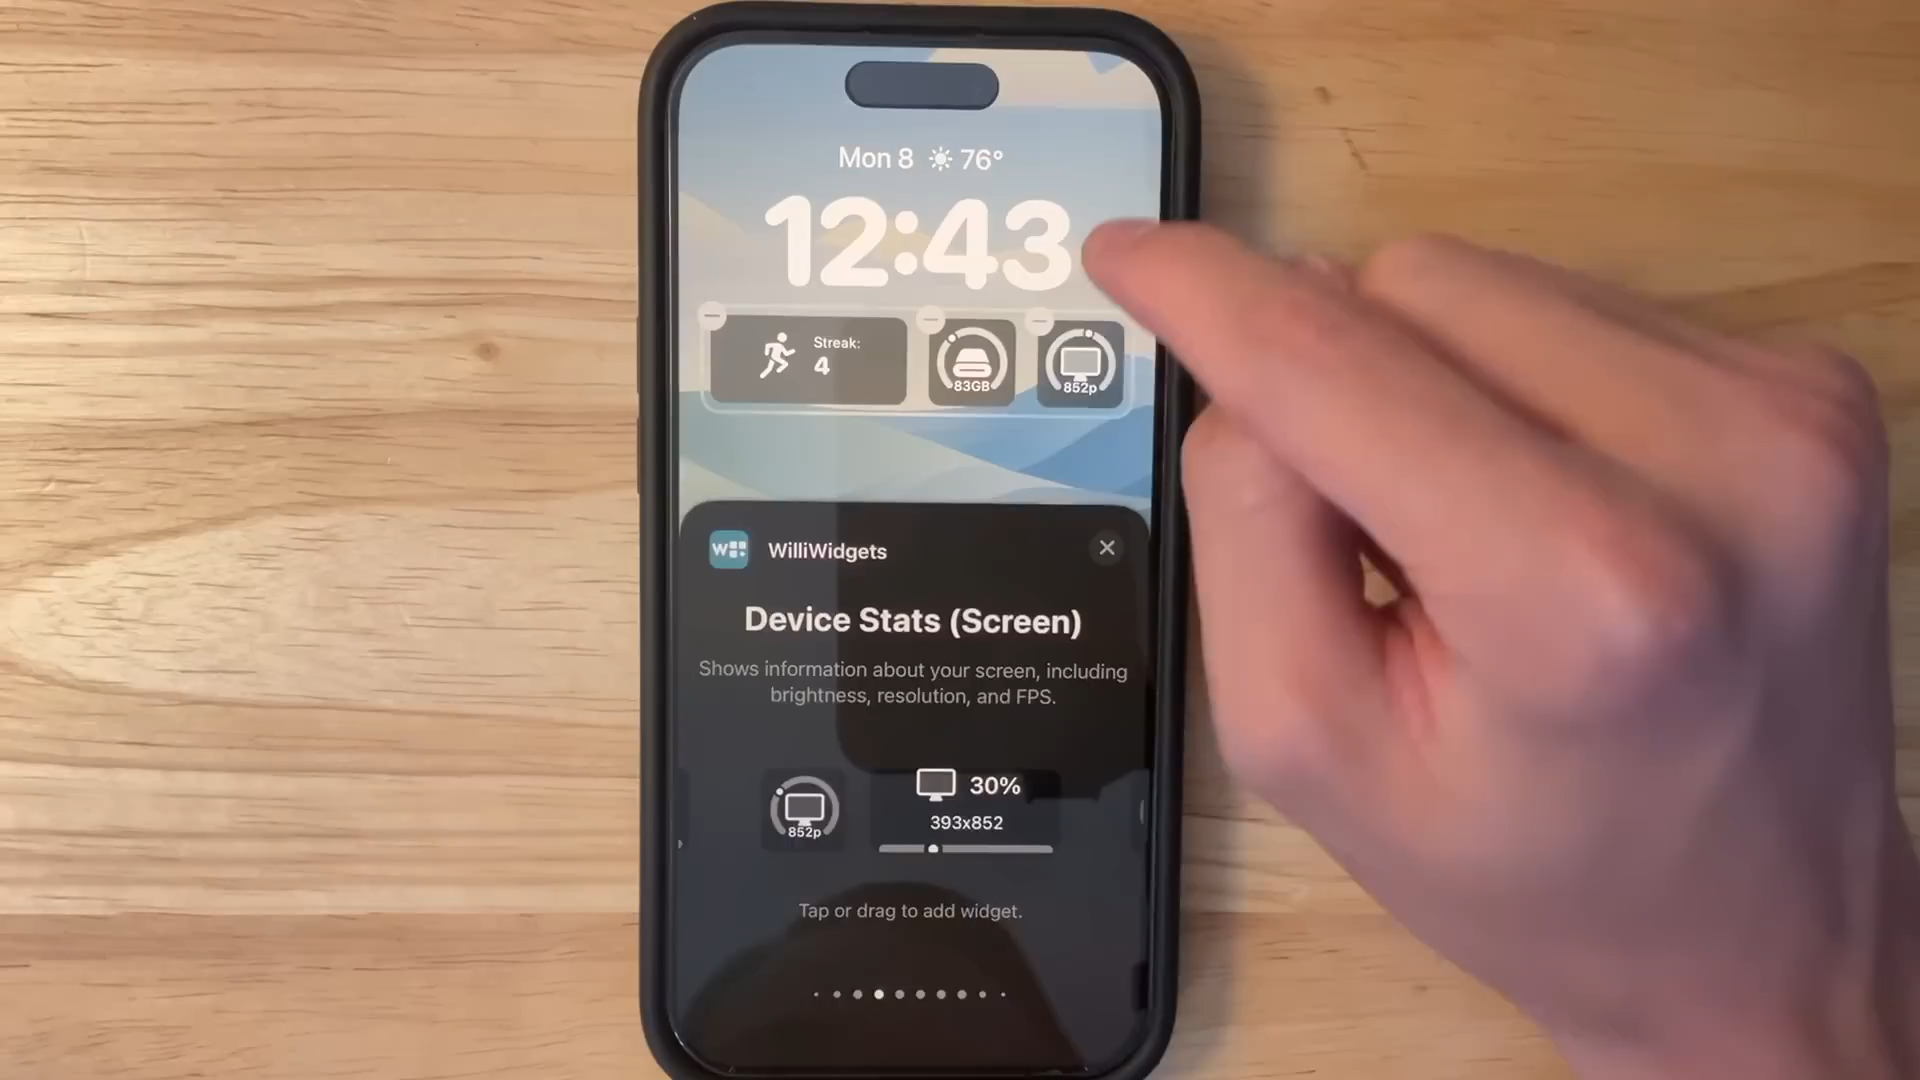 Mon 8 76°
12:43
Streak:
4
83GB
852p
W
WilliWidgets
Device Stats (Screen)
Shows information about your screen, including
brightness, resolution, and FPS.
852p
30%
393x852
Tap or drag to add widget.